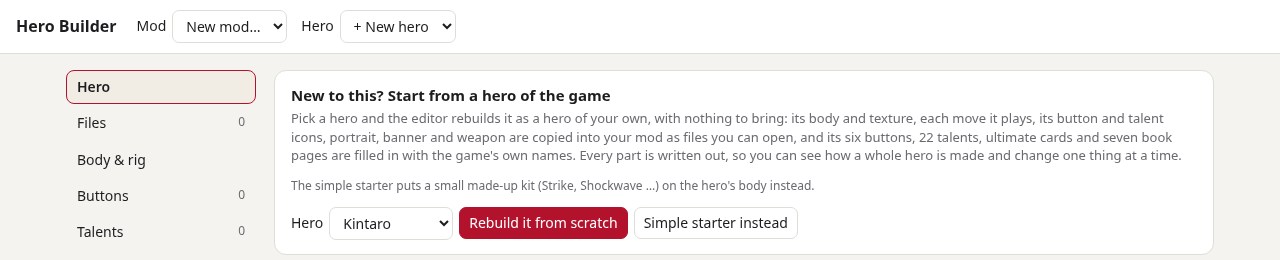 Hero Builder Mod New mod... Hero + New hero
Hero
Files 0
Body & rig
Buttons 0
Talents 0
New to this? Start from a hero of the game
Pick a hero and the editor rebuilds it as a hero of your own, with nothing to bring: its body and texture, each move it plays, its button and talent
icons, portrait, banner and weapon are copied into your mod as files you can open, and its six buttons, 22 talents, ultimate cards and seven book
pages are filled in with the game's own names. Every part is written out, so you can see how a whole hero is made and change one thing at a time.
The simple starter puts a small made-up kit (Strike, Shockwave ...) on the hero's body instead.
Hero Kintaro Rebuild it from scratch Simple starter instead